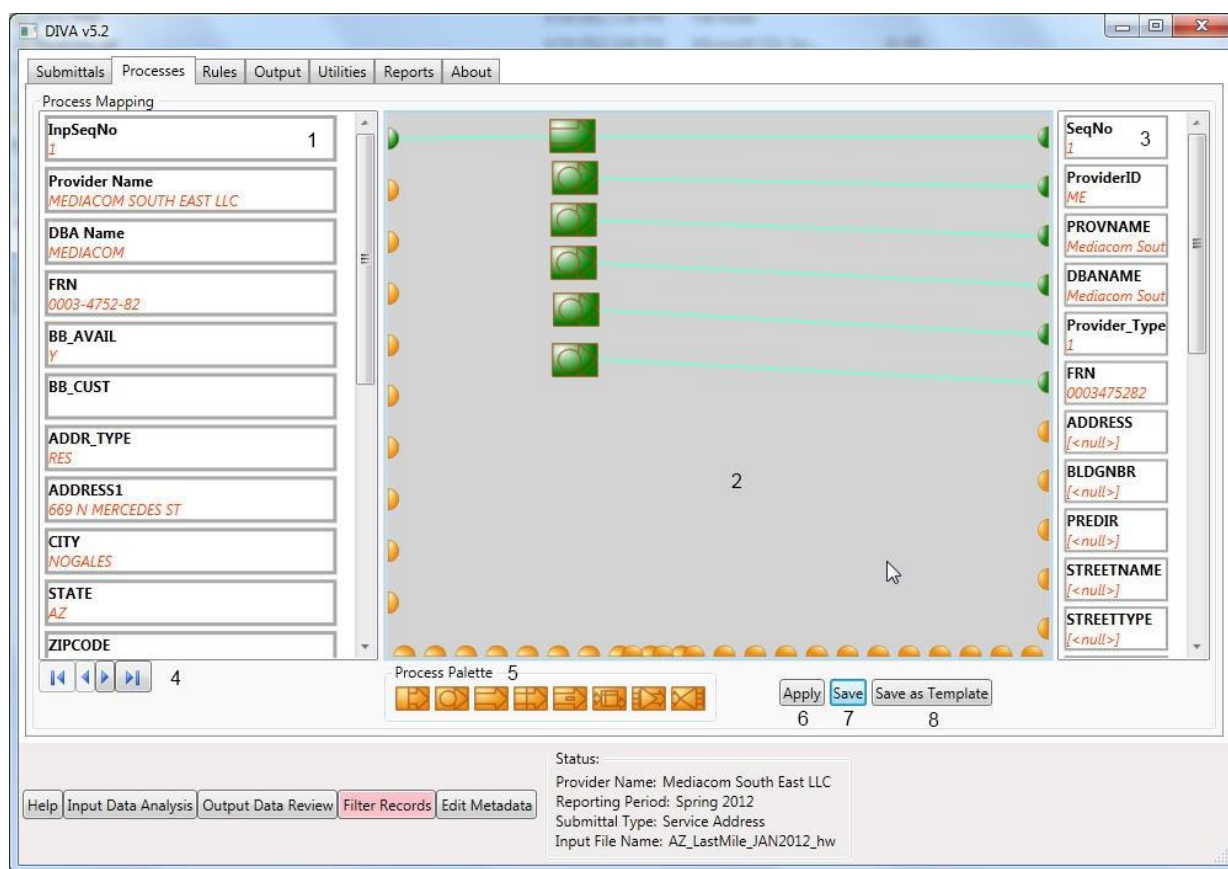 DIVA v5.2
Submittals Processes Rules Output Utilities Reports About
Process Mapping
InpSeqNo
1
1
Provider Name
MEDIACOM SOUTH EAST LLC
DBA Name
MEDIACOM
FRN
0003-4752-82
BB_AVAIL
Y
BB_CUST
ADDR_TYPE
RES
ADDRESS1
669 N MERCEDES ST
CITY
NOGALES
STATE
AZ
ZIPCODE
2
SeqNo
1
3
ProviderID
ME
PROVNAME
Mediacom Sout
DBANAME
Mediacom Sout
Provider_Type
1
FRN
0003475282
ADDRESS
[<null>]
BLDGNBR
[<null>]
PREDIR
[<null>]
STREETNAME
[<null>]
STREETTYPE
[<null>]
4
Process Palette 5
Apply Save Save as Template
6 7 8
Help Input Data Analysis Output Data Review Filter Records Edit Metadata
Status:
Provider Name: Mediacom South East LLC
Reporting Period: Spring 2012
Submittal Type: Service Address
Input File Name: AZ_LastMile_JAN2012_hw